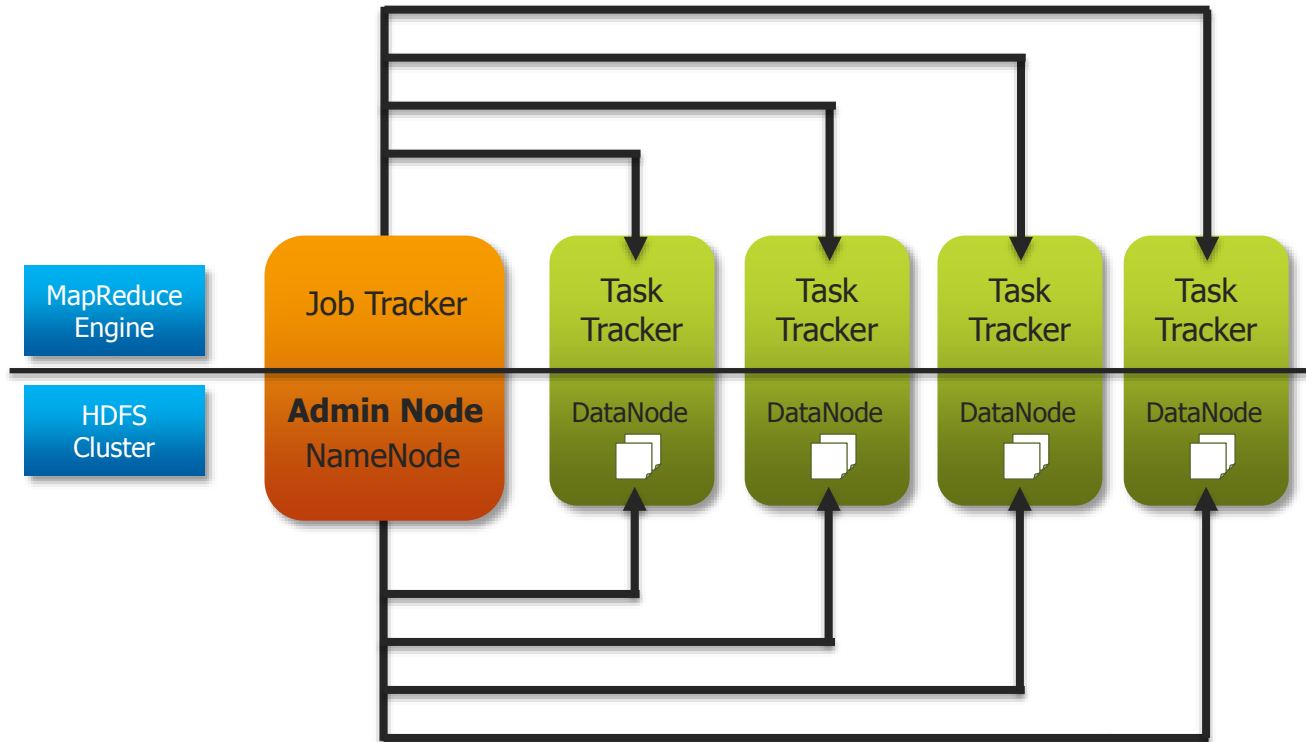 MapReduce
Engine
Job Tracker
Task
Tracker
Task
Tracker
Task
Tracker
Task
Tracker
HDFS
Cluster
Admin Node
NameNode
DataNode
DataNode
DataNode
DataNode